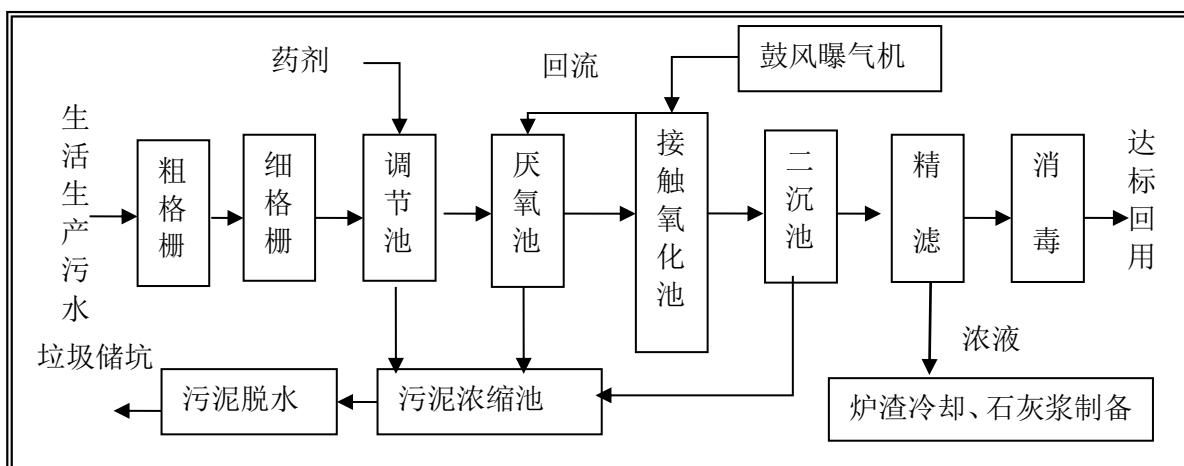 药剂
回流
鼓风曝气机
生活生产污水
粗格栅
细格栅
调节池
厌氧池
接触氧化池
二沉池
精滤
消毒
达标回用
垃圾储坑
污泥脱水
污泥浓缩池
浓液
炉渣冷却、石灰浆制备